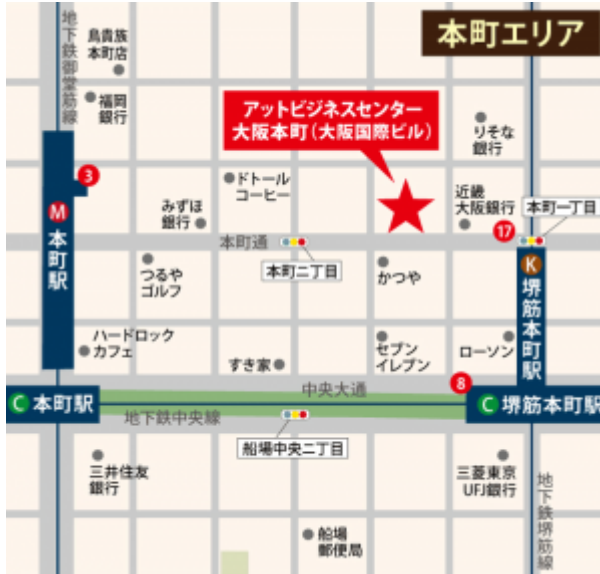 本町エリア
地下鉄御堂筋線
鳥貴族
本町店
福岡
銀行
アットビジネスセンター
大阪本町(大阪国際ビル)
りそな
銀行
3
ドトール
コーヒー
みずほ
銀行
近畿
大阪銀行
本町一丁目
17
M
本町駅
本町通
本町二丁目
つるや
ゴルフ
かつや
K
堺筋本町駅
ハードロック
カフェ
すき家
セブン
イレブン
ローソン
中央大通
8
C 本町駅
C 堺筋本町駅
地下鉄中央線
船場中央二丁目
三井住友
銀行
三菱東京
UFJ銀行
地下鉄堺筋線
船場
郵便局